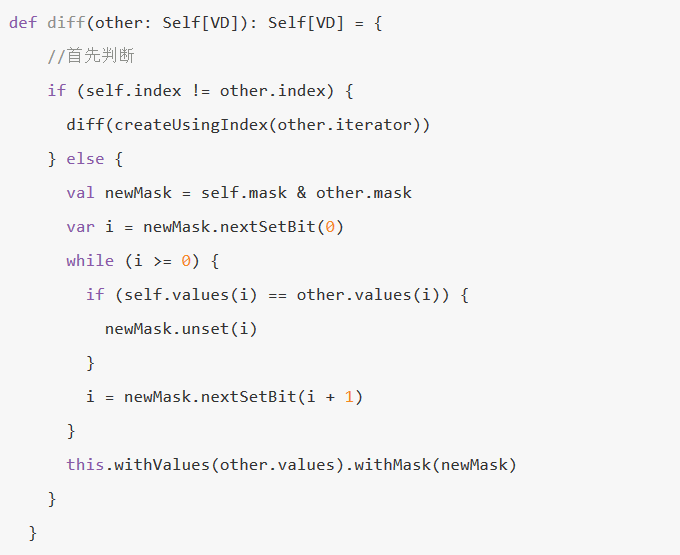 def diff(other: Self[VD]): Self[VD] = {
    //首先判断
    if (self.index != other.index) {
      diff(createUsingIndex(other.iterator))
    } else {
      val newMask = self.mask & other.mask
      var i = newMask.nextSetBit(0)
      while (i >= 0) {
        if (self.values(i) == other.values(i)) {
          newMask.unset(i)
        }
        i = newMask.nextSetBit(i + 1)
      }
      this.withValues(other.values).withMask(newMask)
    }
  }